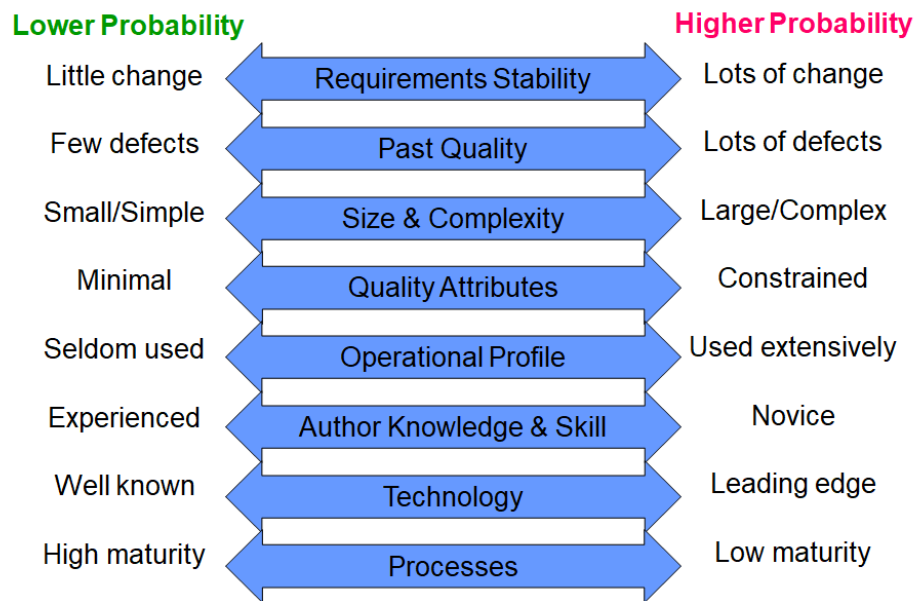 Lower Probability Higher Probability
Little change Requirements Stability Lots of change
Few defects Past Quality Lots of defects
Small/Simple Size & Complexity Large/Complex
Minimal Quality Attributes Constrained
Seldom used Operational Profile Used extensively
Experienced Author Knowledge & Skill Novice
Well known Technology Leading edge
High maturity Processes Low maturity